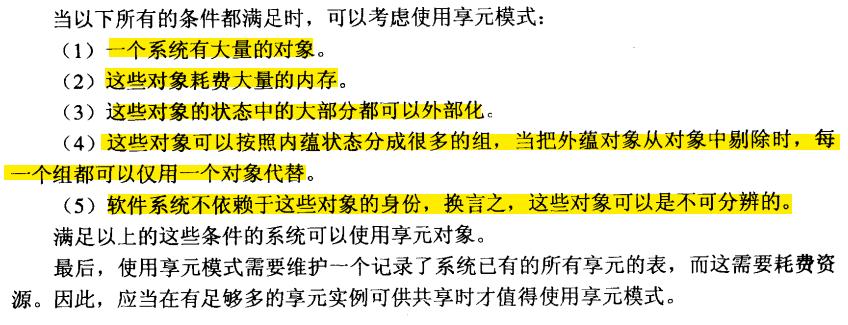 当以下所有的条件都满足时，可以考虑使用享元模式：
（1）一个系统有大量的对象。
（2）这些对象耗费大量的内存。
（3）这些对象的状态中的大部分都可以外部化。
（4）这些对象可以按照内蕴状态分成很多的组，当把外蕴对象从对象中剔除时，每
一个组都可以仅用一个对象代替。
（5）软件系统不依赖于这些对象的身份，换言之，这些对象可以是不可分辨的。
满足以上的这些条件的系统可以使用享元对象。
最后，使用享元模式需要维护一个记录了系统已有的所有享元的表，而这需要耗费资
源。因此，应当在有足够多的享元实例可供共享时才值得使用享元模式。